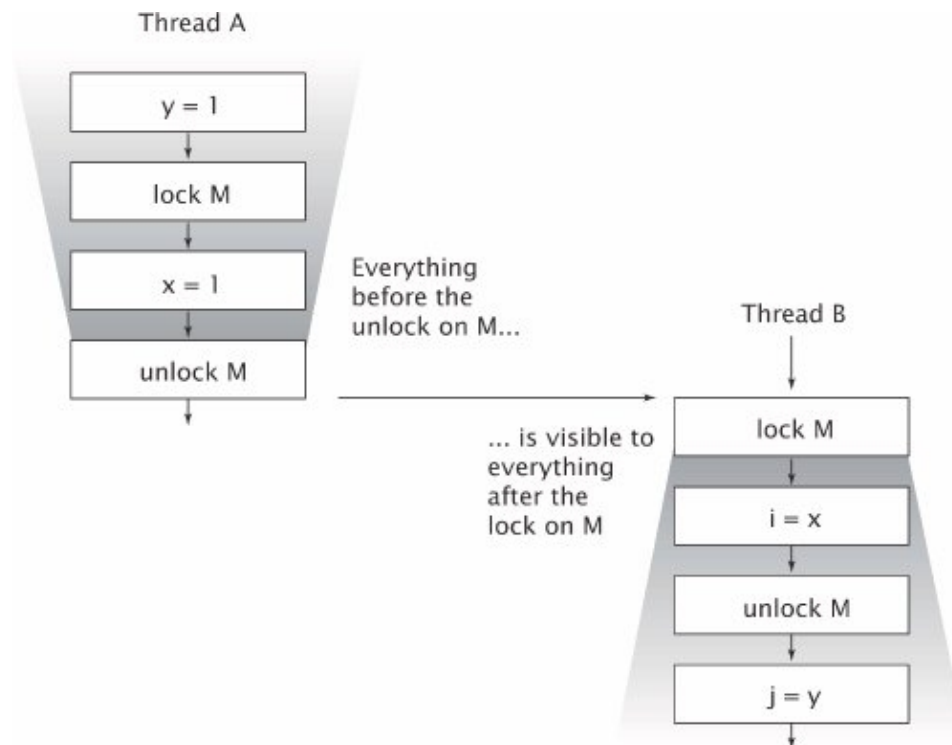 Thread A
y = 1
lock M
x = 1
unlock M
Everything
before the
unlock on M...
Thread B
... is visible to
everything
after the
lock on M
lock M
i = x
unlock M
j = y